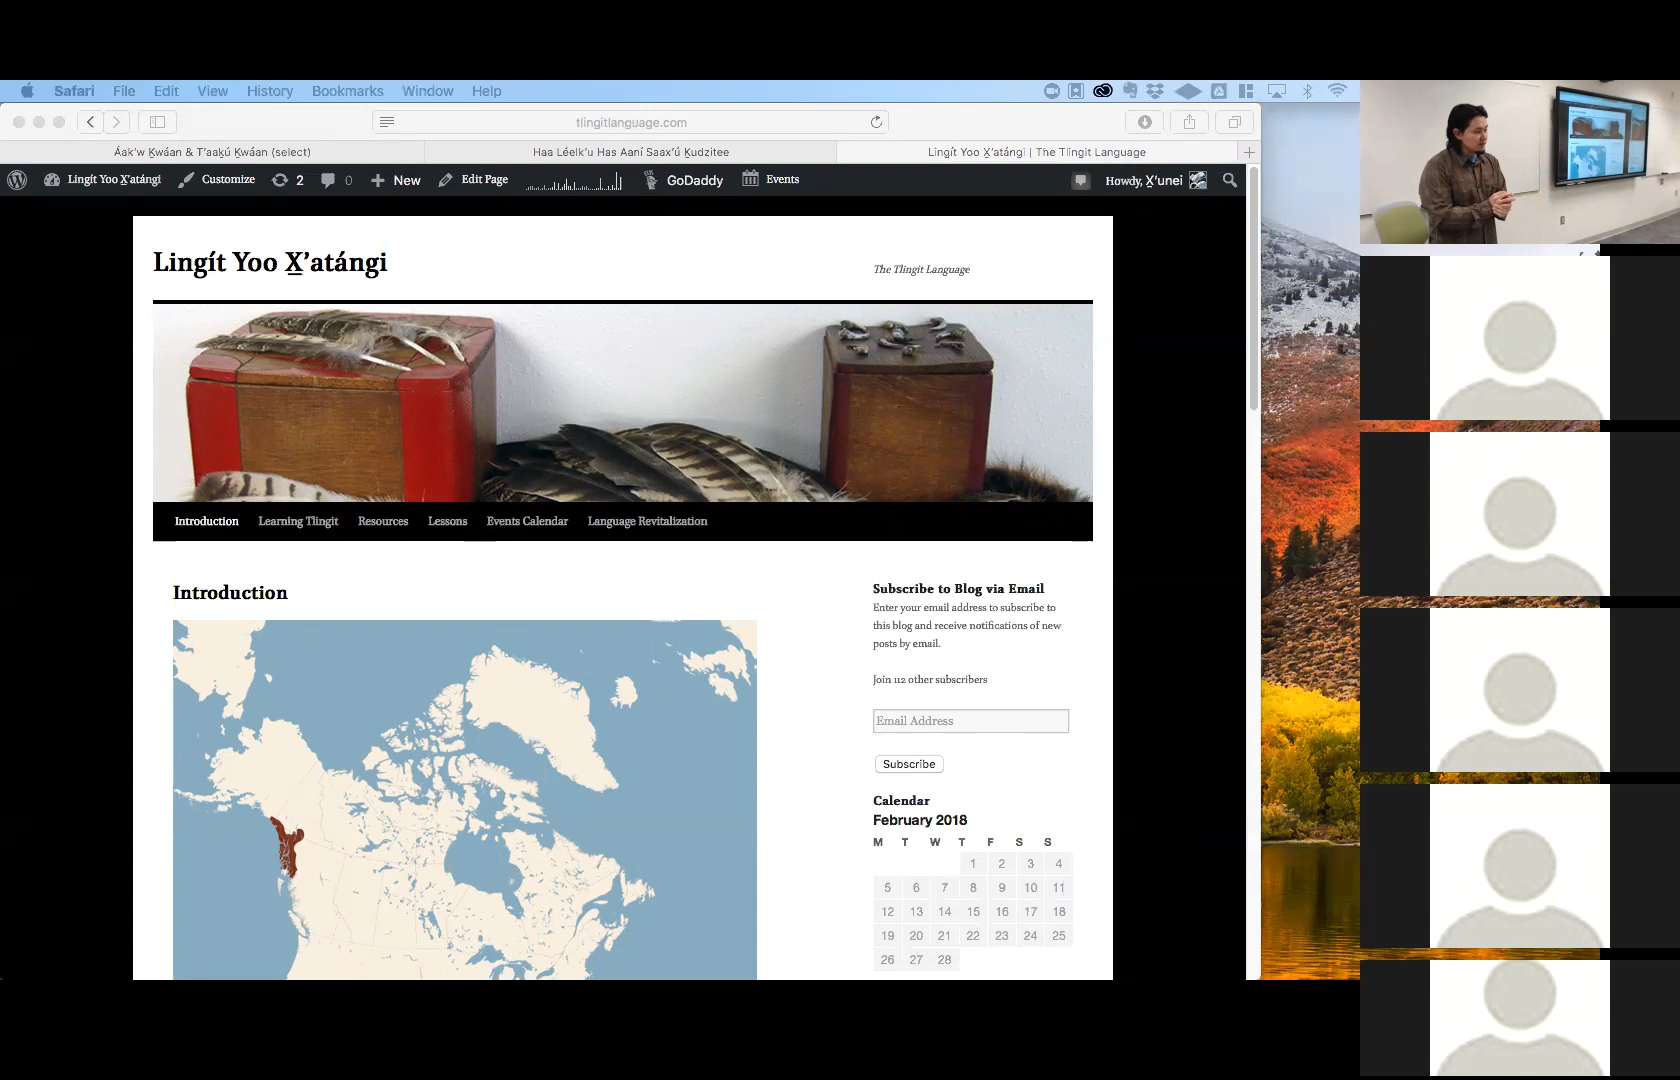 Safari File Edit View History Bookmarks Window Help
tlingitlanguage.com
Áak'w Ḵwáan & T'aaḵú Ḵwáan (select) Haa Léelk'u Has Aaní Saax'ú Ḵudzitee Lingít Yoo X̱'atángi | The Tlingit Language
Lingít Yoo X̱'atángi Customize 2 0 New Edit Page GoDaddy Events Howdy, X̱'unei
Lingít Yoo X̱'atángi
The Tlingit Language
Introduction Learning Tlingit Resources Lessons Events Calendar Language Revitalization
Introduction
Subscribe to Blog via Email
Enter your email address to subscribe to
this blog and receive notifications of new
posts by email.
Join 112 other subscribers
Email Address
Subscribe
Calendar
February 2018
M T W T F S S
1 2 3 4
5 6 7 8 9 10 11
12 13 14 15 16 17 18
19 20 21 22 23 24 25
26 27 28